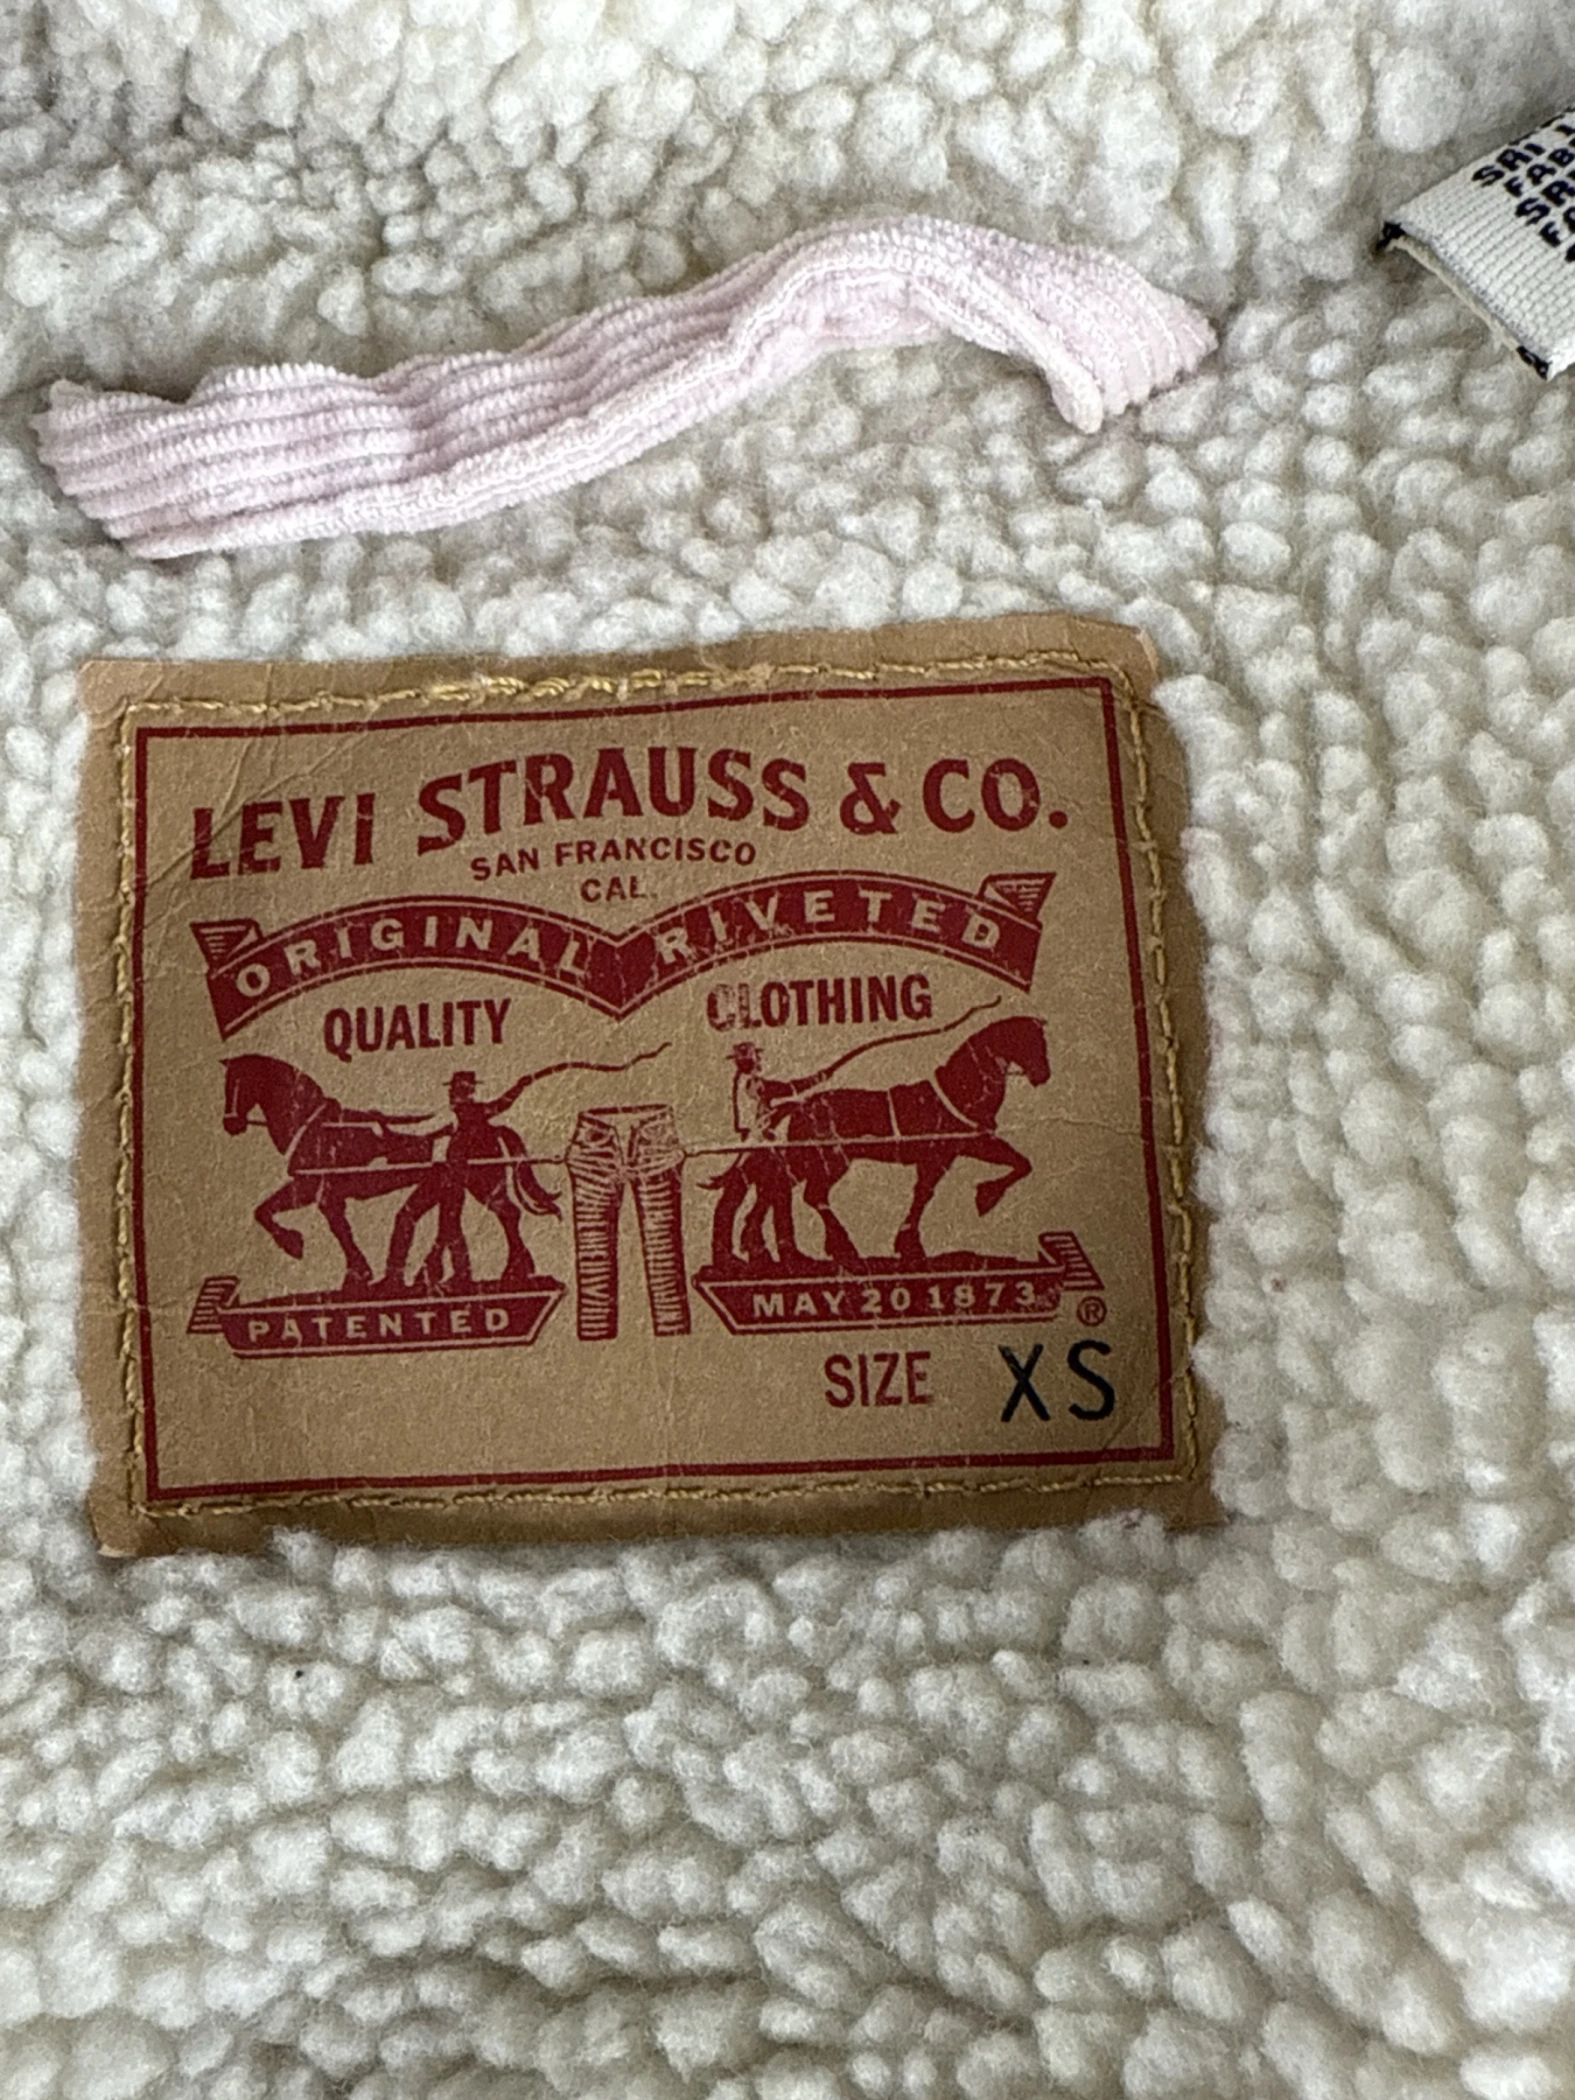 LEVI STRAUSS & CO.
SAN FRANCISCO
CAL.
ORIGINAL RIVETED
QUALITY CLOTHING
PATENTED MAY 20 1873 ®
SIZE XS